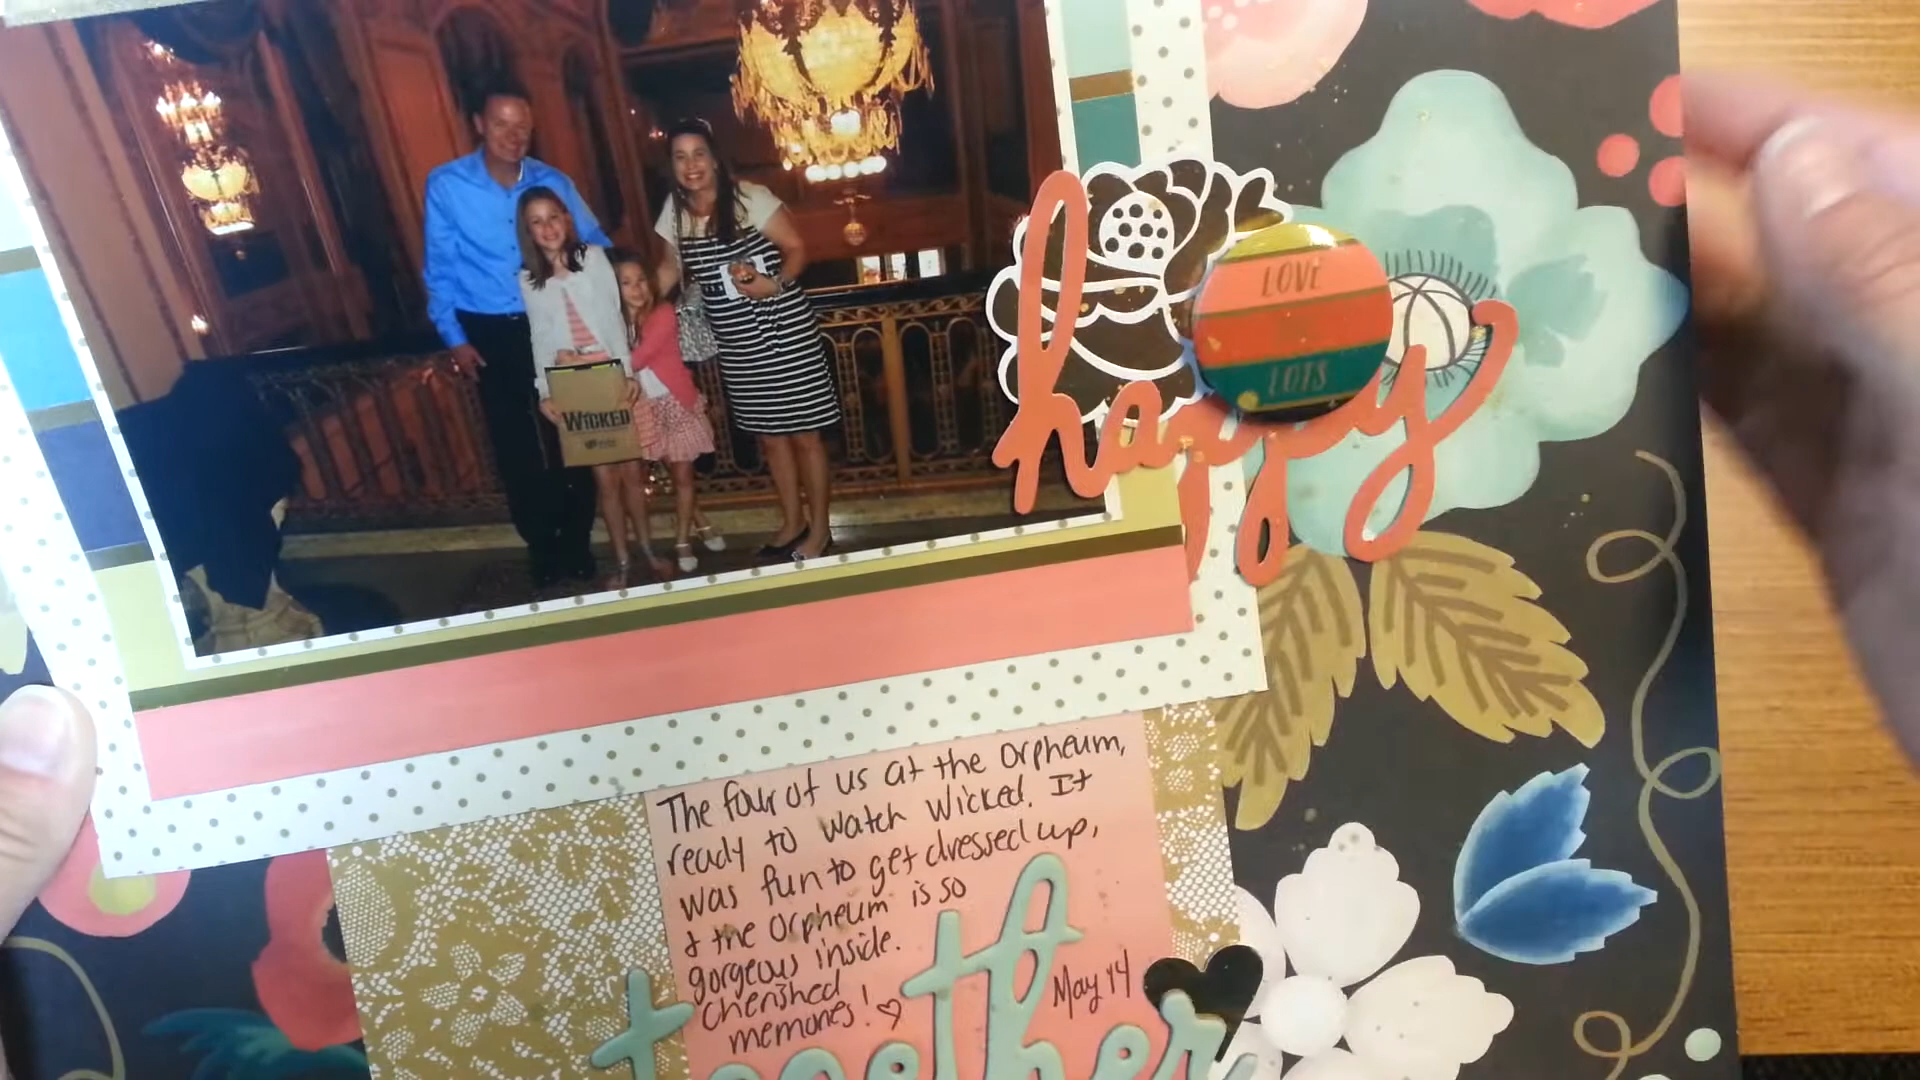 WICKED
LOVE
LOTS
happy
The four of us at the Orpheum,
ready to watch Wicked. It
was fun to get dressed up,
& the Orpheum is so
gorgeous inside.
Cherished
memories! ♡
May 14
together